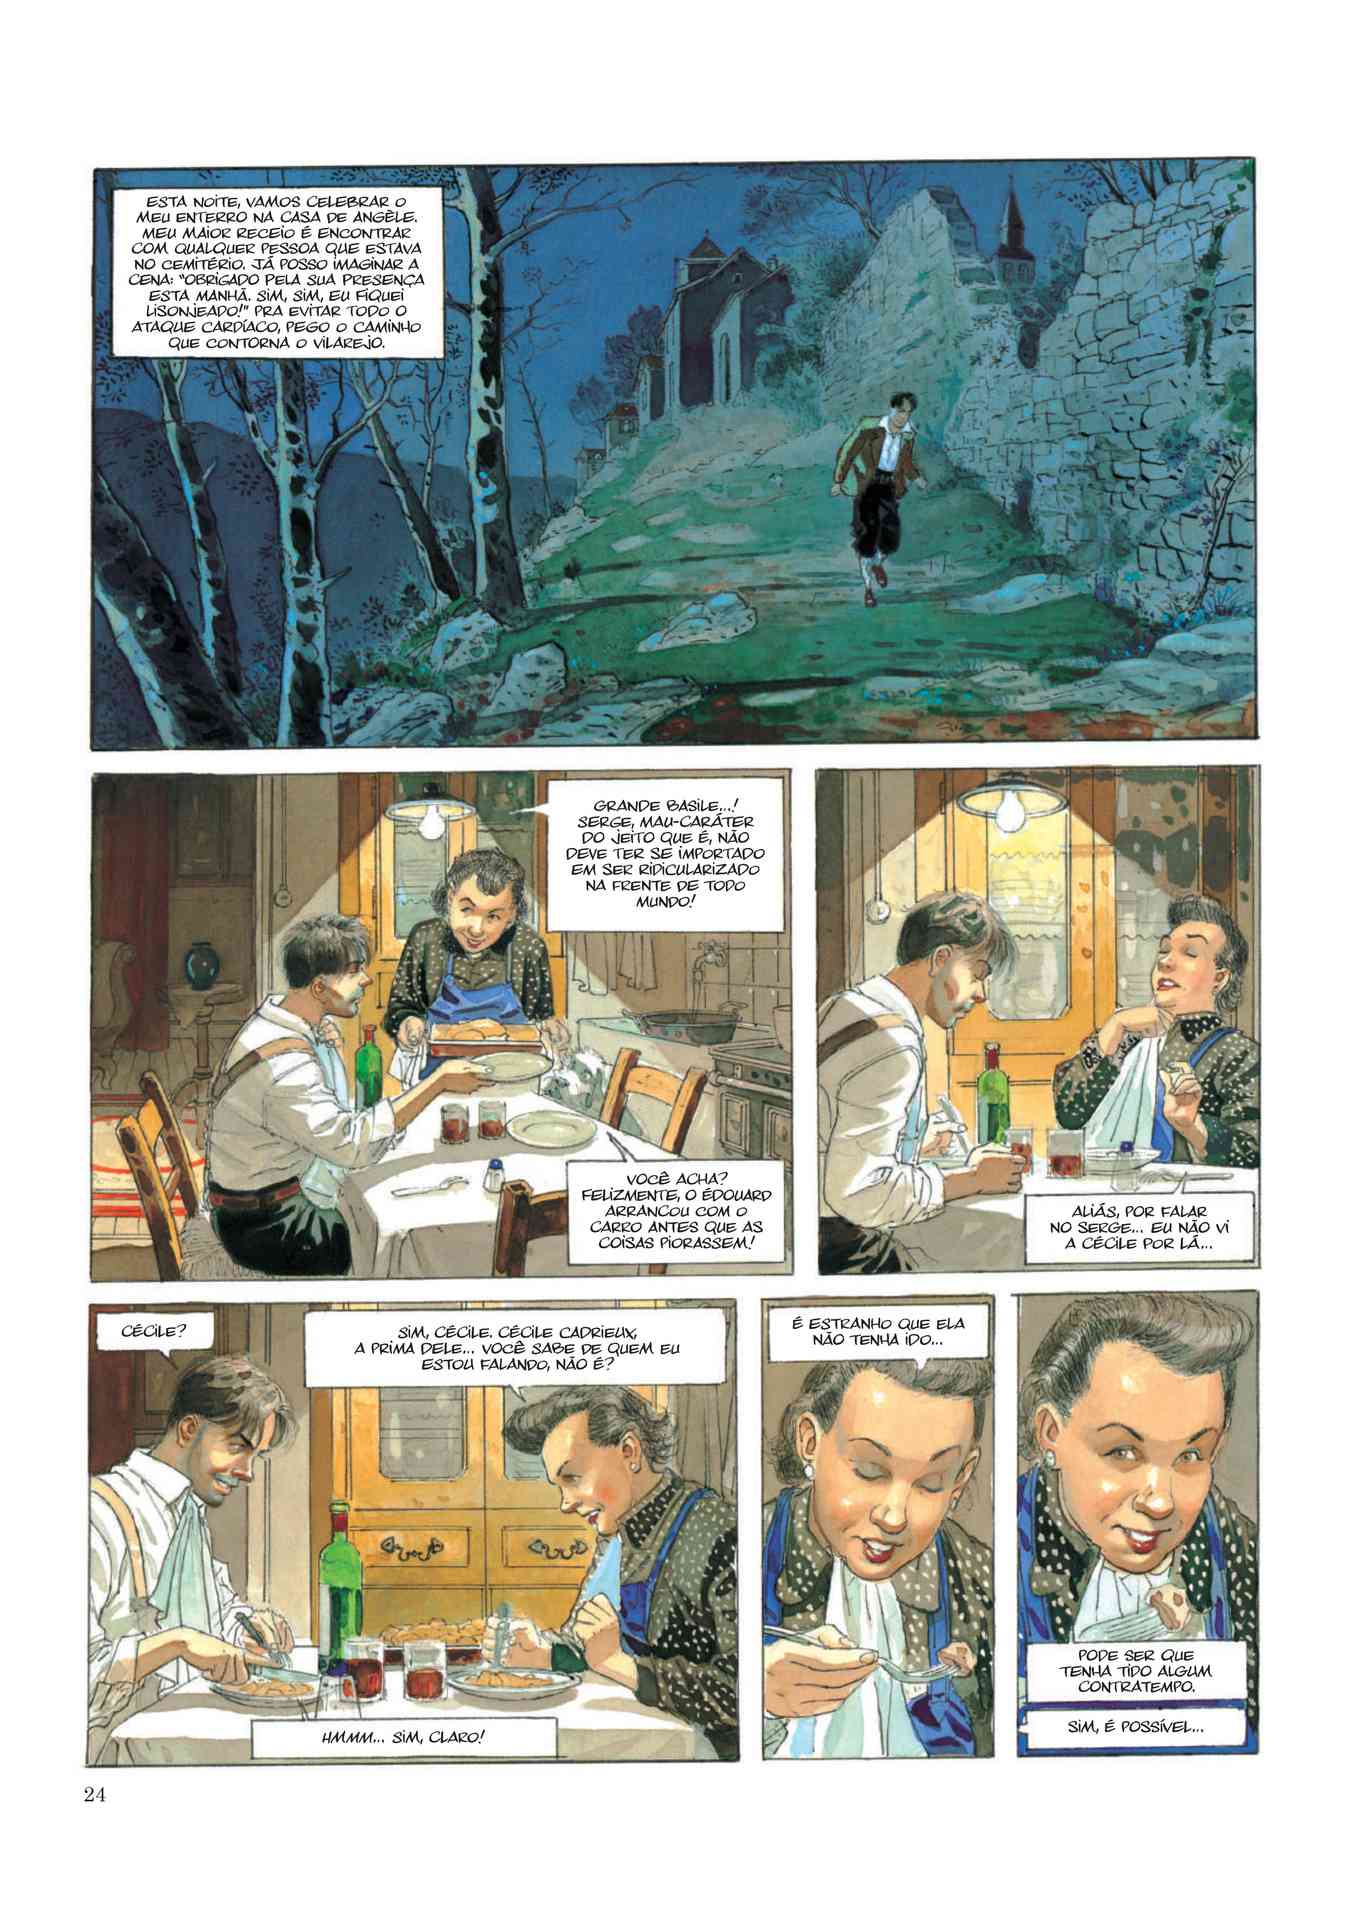 ESTA NOITE, VAMOS CELEBRAR O
MEU ENTERRO NA CASA DE ANGÈLE.
MEU MAIOR RECEIO É ENCONTRAR
COM QUALQUER PESSOA QUE ESTAVA
NO CEMITÉRIO. JÁ POSSO IMAGINAR A
CENA: "OBRIGADO PELA SUA PRESENÇA
ESTA MANHÃ. SIM, SIM, EU FIQUEI
LISONJEADO!" PRA EVITAR TODO O
ATAQUE CARDÍACO, PEGO O CAMINHO
QUE CONTORNA O VILAREJO.
GRANDE BASILE...!
SERGE, MAU-CARÁTER
DO JEITO QUE É, NÃO
DEVE TER SE IMPORTADO
EM SER RIDICULARIZADO
NA FRENTE DE TODO
MUNDO!
VOCÊ ACHA?
FELIZMENTE, O ÉDOUARD
ARRANCOU COM O
CARRO ANTES QUE AS
COISAS PIORASSEM!
ALIÁS, POR FALAR
NO SERGE... EU NÃO VI
A CÉCILE POR LÁ...
CÉCILE?
SIM, CÉCILE. CÉCILE CADRIEUX,
A PRIMA DELE... VOCÊ SABE DE QUEM EU
ESTOU FALANDO, NÃO É?
HMMM... SIM, CLARO!
É ESTRANHO QUE ELA
NÃO TENHA IDO...
PODE SER QUE
TENHA TIDO ALGUM
CONTRATEMPO.
SIM, É POSSÍVEL...
24